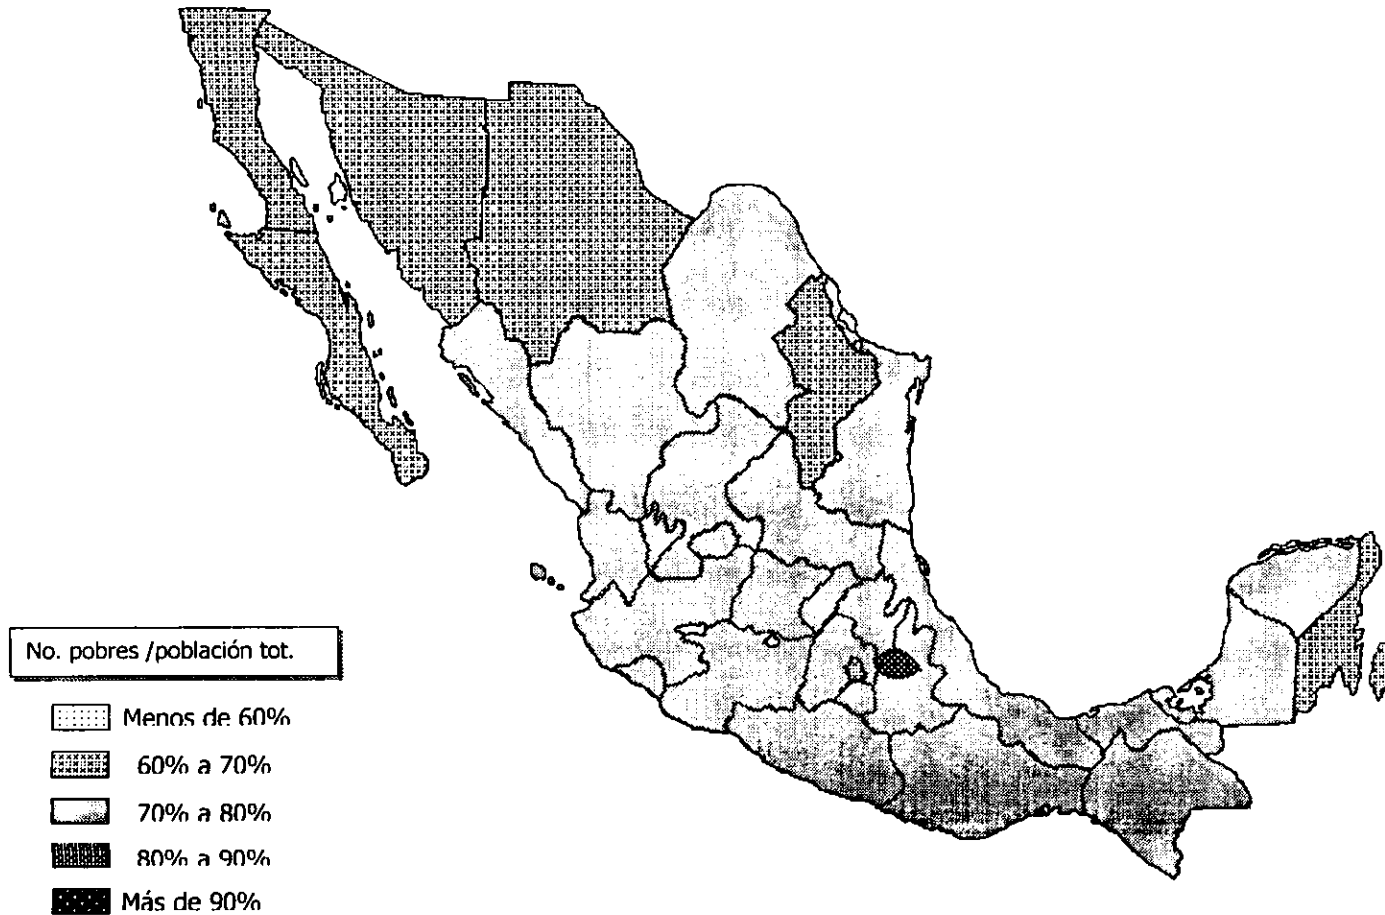 No. pobres /población tot.
Menos de 60%
60% a 70%
70% a 80%
80% a 90%
Más de 90%